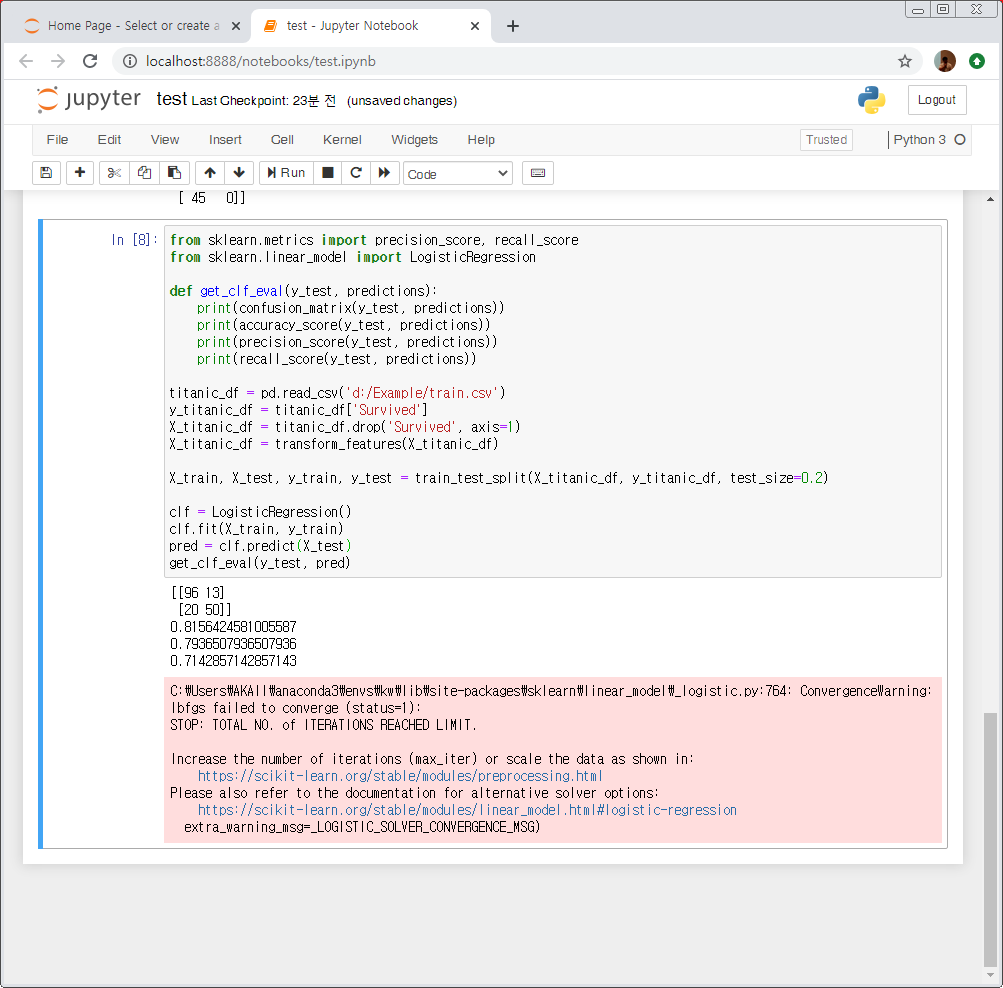 Home Page - Select or create a
test - Jupyter Notebook
localhost:8888/notebooks/test.ipynb
jupyter test Last Checkpoint: 23분 전 (unsaved changes)
Logout
File Edit View Insert Cell Kernel Widgets Help
Trusted
Python 3
Run
Code
[ 45 0]]
In [8]:
from sklearn.metrics import precision_score, recall_score
from sklearn.linear_model import LogisticRegression
def get_clf_eval(y_test, predictions):
    print(confusion_matrix(y_test, predictions))
    print(accuracy_score(y_test, predictions))
    print(precision_score(y_test, predictions))
    print(recall_score(y_test, predictions))
titanic_df = pd.read_csv('d:/Example/train.csv')
y_titanic_df = titanic_df['Survived']
X_titanic_df = titanic_df.drop('Survived', axis=1)
X_titanic_df = transform_features(X_titanic_df)
X_train, X_test, y_train, y_test = train_test_split(X_titanic_df, y_titanic_df, test_size=0.2)
clf = LogisticRegression()
clf.fit(X_train, y_train)
pred = clf.predict(X_test)
get_clf_eval(y_test, pred)
[[96 13]
 [20 50]]
0.8156424581005587
0.7936507936507936
0.7142857142857143
C:₩Users₩AKAII₩anaconda3₩envs₩kw₩lib₩site-packages₩sklearn₩linear_model₩_logistic.py:764: ConvergenceWarning:
lbfgs failed to converge (status=1):
STOP: TOTAL NO. of ITERATIONS REACHED LIMIT.
Increase the number of iterations (max_iter) or scale the data as shown in:
    https://scikit-learn.org/stable/modules/preprocessing.html
Please also refer to the documentation for alternative solver options:
    https://scikit-learn.org/stable/modules/linear_model.html#logistic-regression
  extra_warning_msg=_LOGISTIC_SOLVER_CONVERGENCE_MSG)